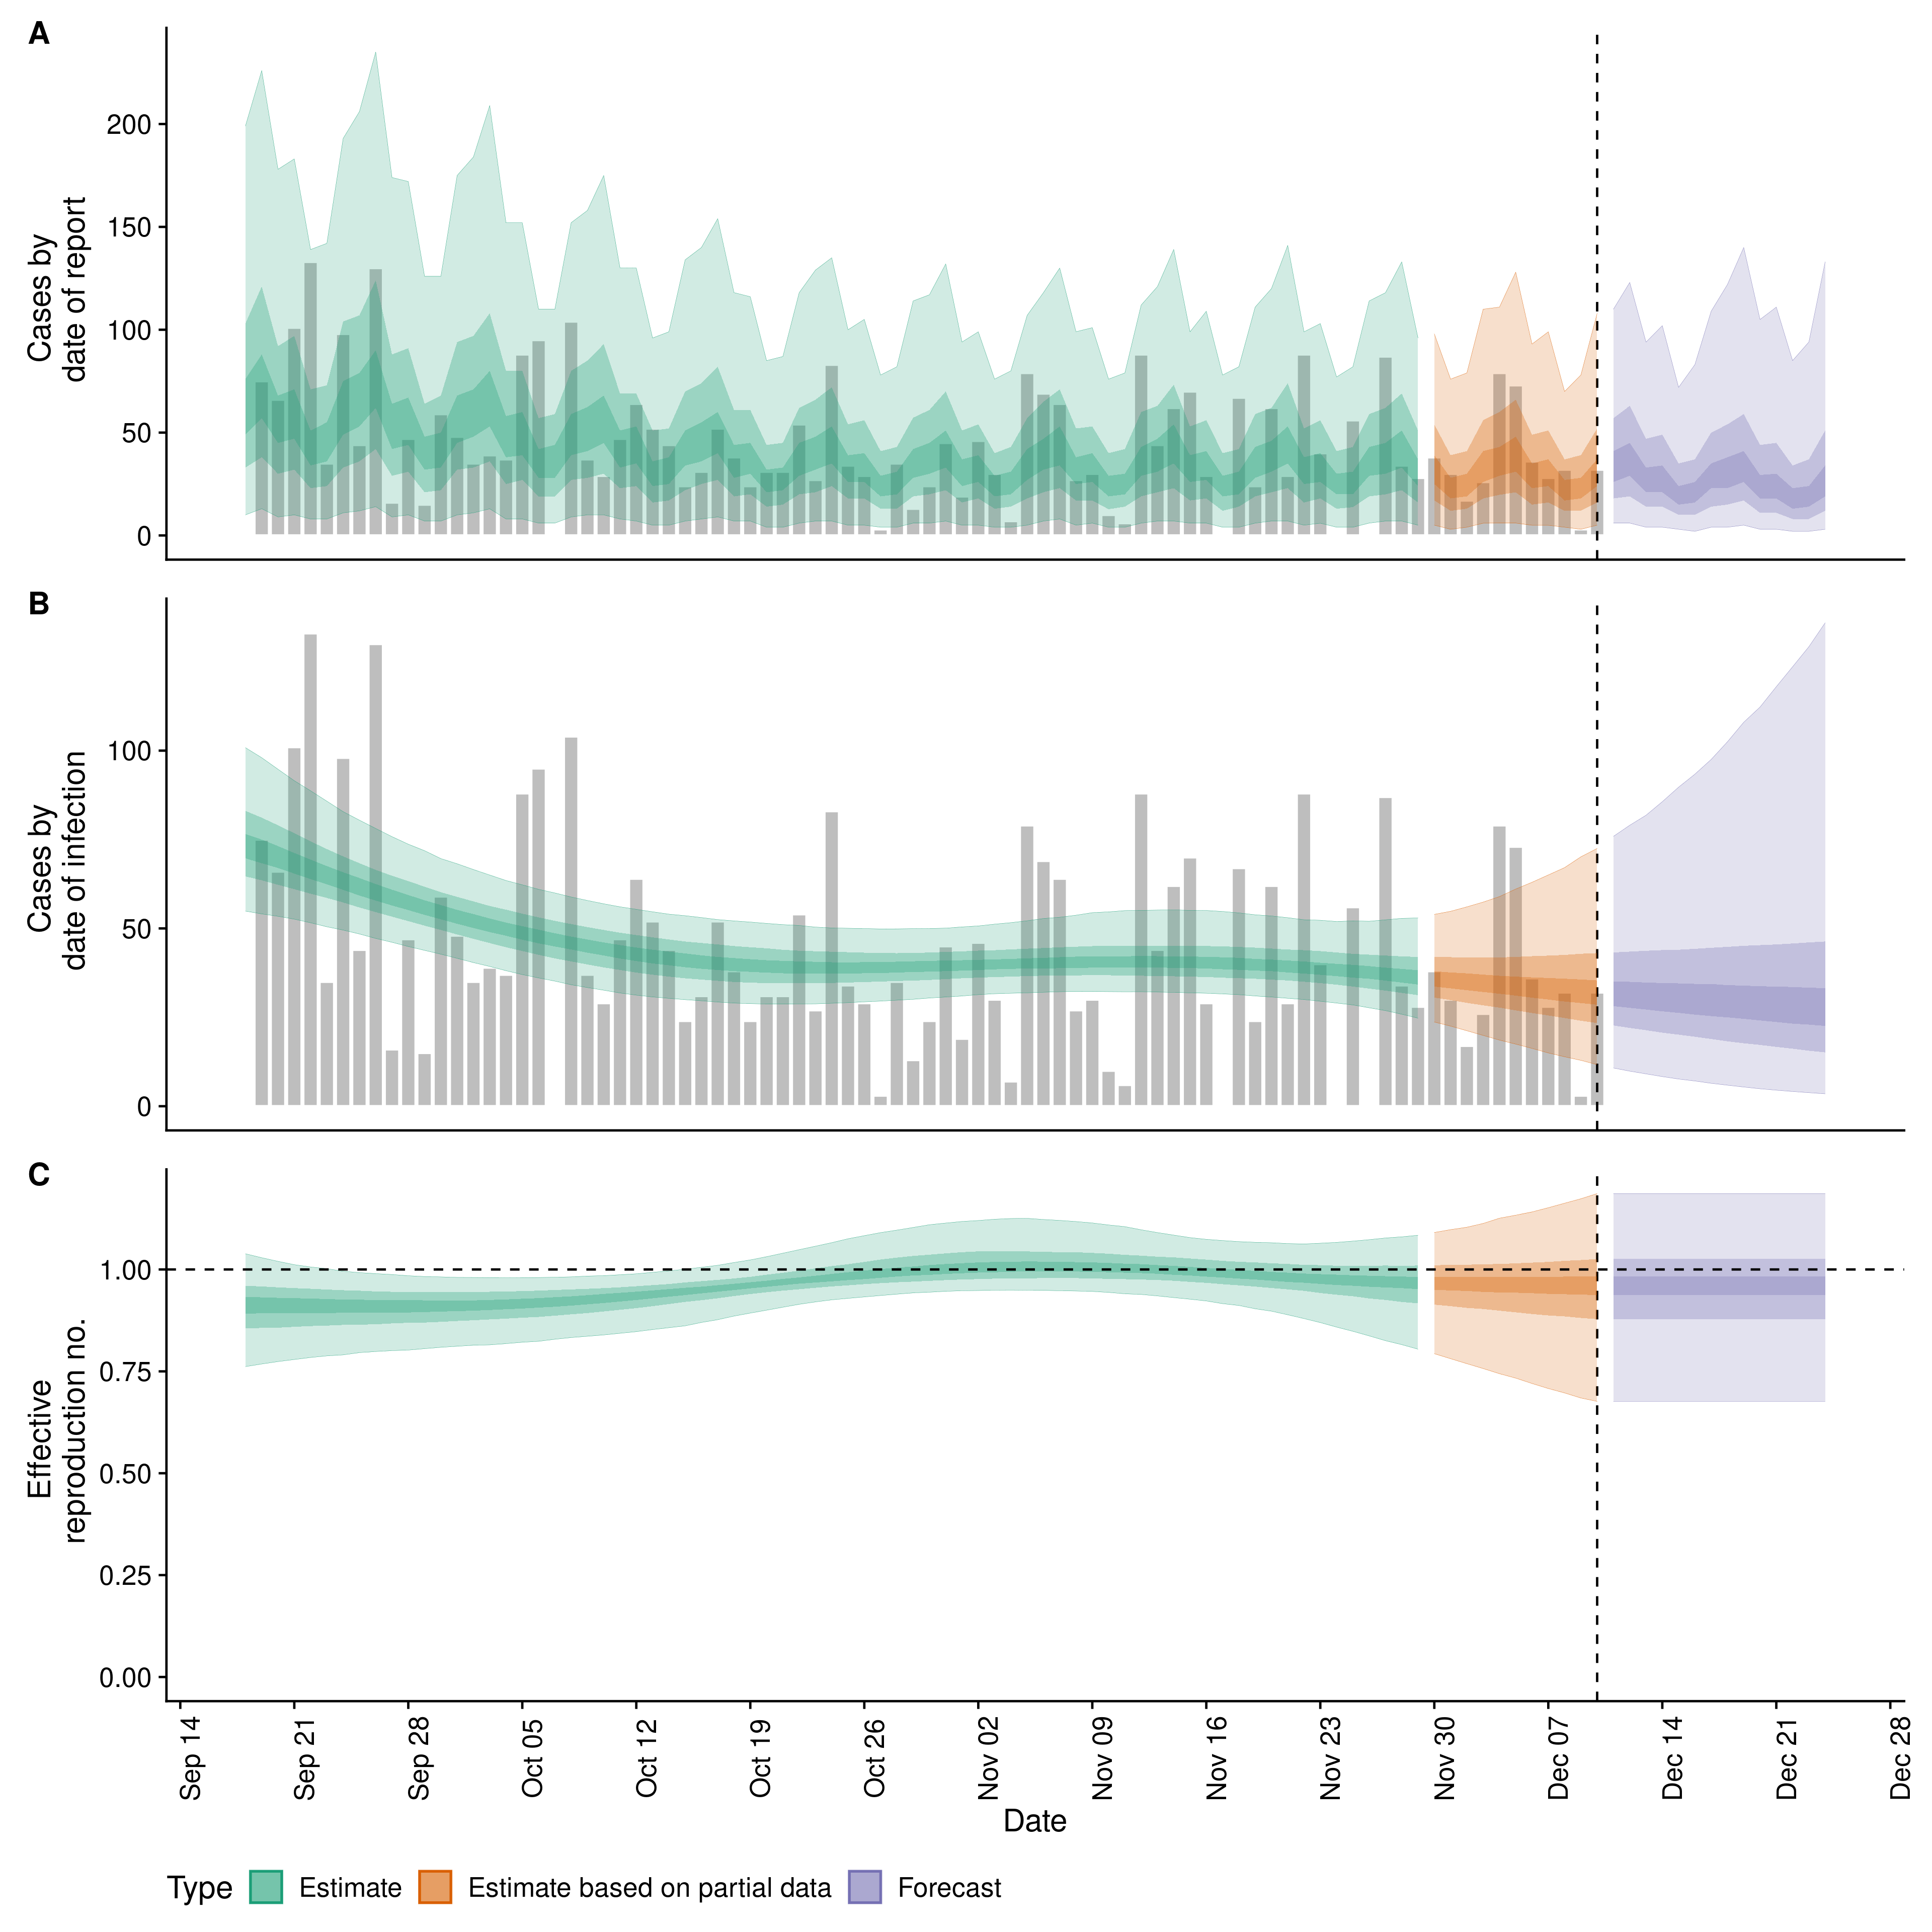 A
Cases by
date of report
200
150
100
50
0
B
Cases by
date of infection
100
50
0
C
Effective
reproduction no.
1.00
0.75
0.50
0.25
0.00
Sep 14
Sep 21
Sep 28
Oct 05
Oct 12
Oct 19
Oct 26
Nov 02
Nov 09
Nov 16
Nov 23
Nov 30
Dec 07
Dec 14
Dec 21
Dec 28
Date
Type Estimate Estimate based on partial data Forecast